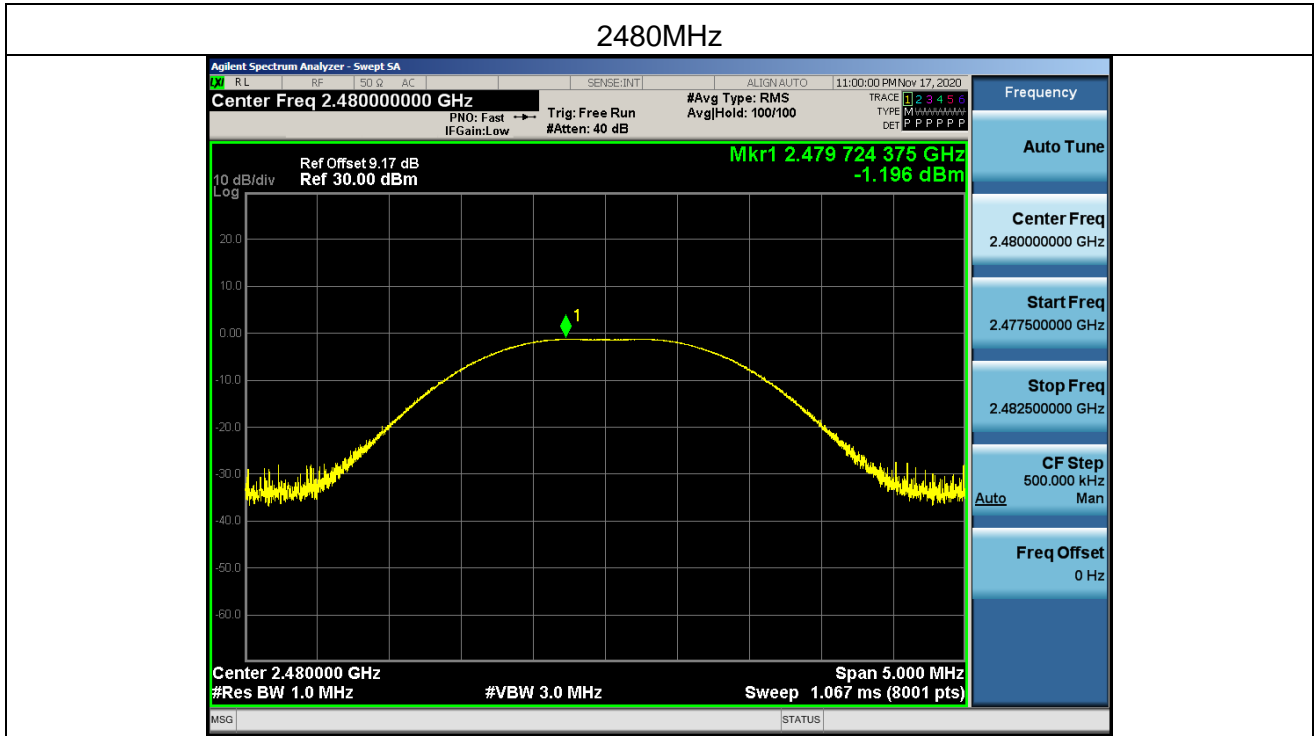 2480MHz
Agilent Spectrum Analyzer - Swept SA
LXI RL RF 50 Ω AC SENSE:INT ALIGN AUTO 11:00:00 PM Nov 17, 2020
Center Freq 2.480000000 GHz
PNO: Fast
IFGain:Low
Trig: Free Run
#Atten: 40 dB
#Avg Type: RMS
Avg|Hold: 100/100
TRACE 1 2 3 4 5 6
TYPE M WWWWW
DET P P P P P P
Mkr1 2.479 724 375 GHz
-1.196 dBm
Ref Offset 9.17 dB
10 dB/div Ref 30.00 dBm
Log
20.0
10.0
0.00
-10.0
-20.0
-30.0
-40.0
-50.0
-60.0
1
Center 2.480000 GHz Span 5.000 MHz
#Res BW 1.0 MHz #VBW 3.0 MHz Sweep 1.067 ms (8001 pts)
MSG STATUS
Frequency
Auto Tune
Center Freq
2.480000000 GHz
Start Freq
2.477500000 GHz
Stop Freq
2.482500000 GHz
CF Step
500.000 kHz
Auto Man
Freq Offset
0 Hz